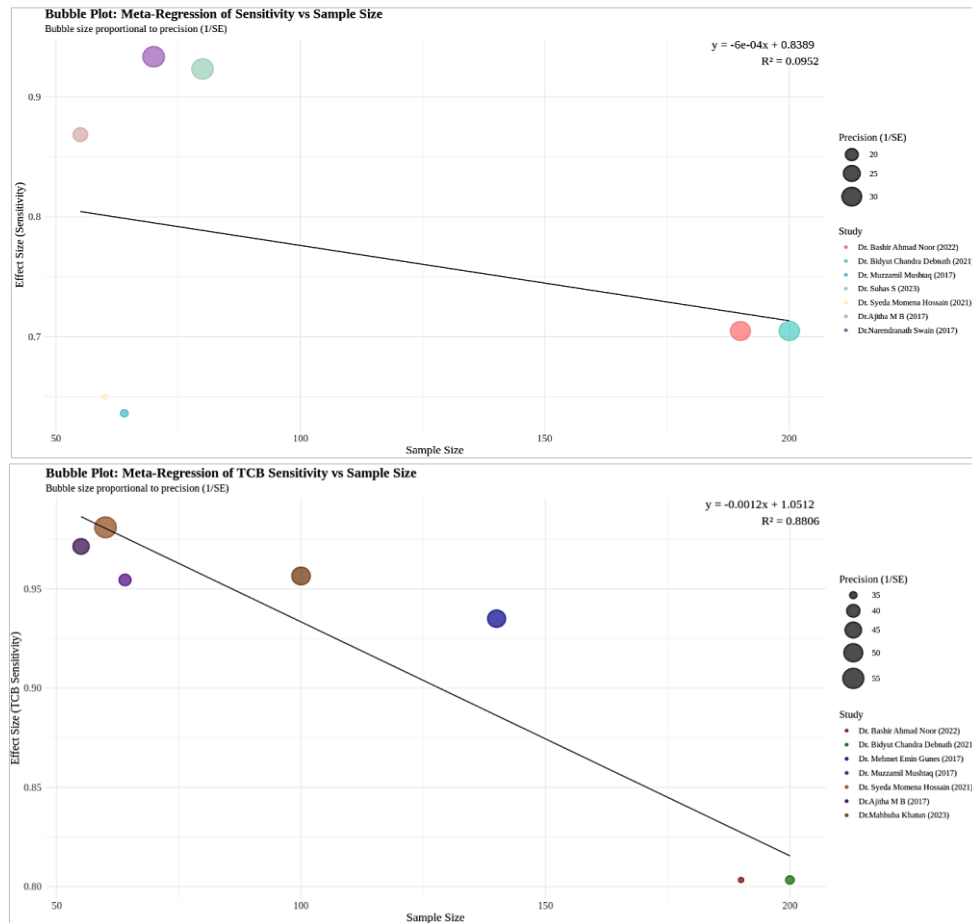 Bubble Plot: Meta-Regression of Sensitivity vs Sample Size
Bubble size proportional to precision (1/SE)
y = -6e-04x + 0.8389
R² = 0.0952
0.9
0.8
0.7
Effect Size (Sensitivity)
50
100
150
200
Sample Size
Precision (1/SE)
20
25
30
Study
Dr. Bashir Ahmad Noor (2022)
Dr. Bidyut Chandra Debnath (2021)
Dr. Muzzamil Mushtaq (2017)
Dr. Suhas S (2023)
Dr. Syeda Momena Hossain (2021)
Dr.Ajitha M B (2017)
Dr.Narendranath Swain (2017)
Bubble Plot: Meta-Regression of TCB Sensitivity vs Sample Size
Bubble size proportional to precision (1/SE)
y = -0.0012x + 1.0512
R² = 0.8806
0.95
0.90
0.85
0.80
Effect Size (TCB Sensitivity)
50
100
150
200
Sample Size
Precision (1/SE)
35
40
45
50
55
Study
Dr. Bashir Ahmad Noor (2022)
Dr. Bidyut Chandra Debnath (2021
Dr. Mehmet Emin Gunes (2017)
Dr. Muzzamil Mushtaq (2017)
Dr. Syeda Momena Hossain (2021)
Dr.Ajitha M B (2017)
Dr.Mahbuba Khatun (2023)